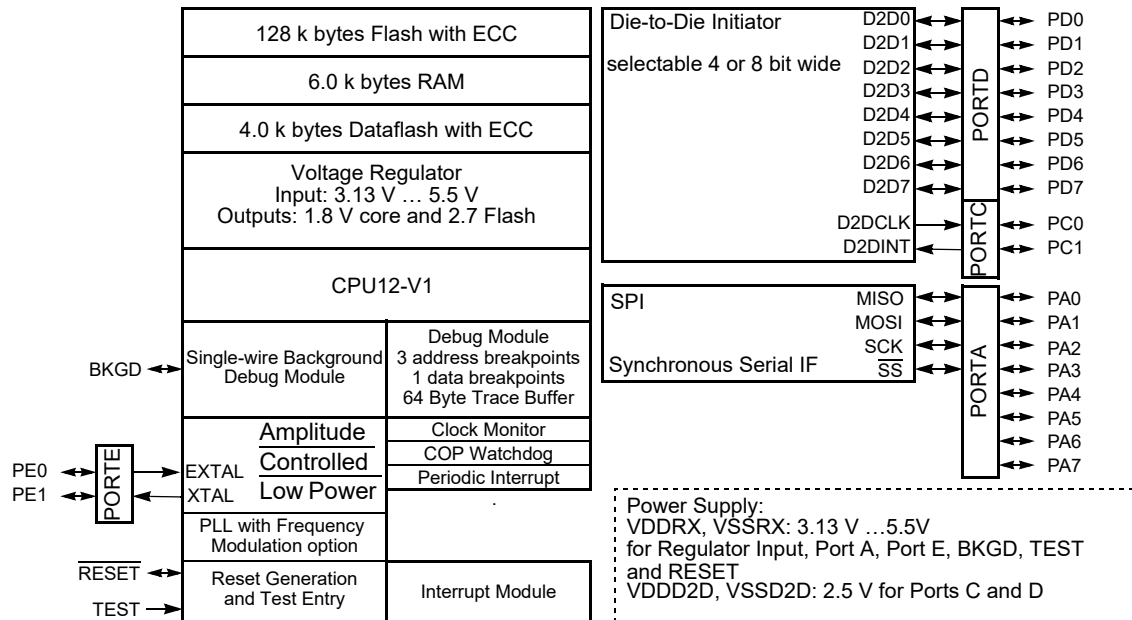 128 k bytes Flash with ECC
6.0 k bytes RAM
4.0 k bytes Dataflash with ECC
Voltage Regulator
Input: 3.13 V … 5.5 V
Outputs: 1.8 V core and 2.7 Flash
CPU12-V1
BKGD
Single-wire Background
Debug Module
Debug Module
3 address breakpoints
1 data breakpoints
64 Byte Trace Buffer
PE0
PE1
PORTE
EXTAL
XTAL
Amplitude
Controlled
Low Power
Clock Monitor
COP Watchdog
Periodic Interrupt
PLL with Frequency
Modulation option
RESET
TEST
Reset Generation
and Test Entry
Interrupt Module
Die-to-Die Initiator
selectable 4 or 8 bit wide
D2D0
D2D1
D2D2
D2D3
D2D4
D2D5
D2D6
D2D7
D2DCLK
D2DINT
PORTD
PORTC
PD0
PD1
PD2
PD3
PD4
PD5
PD6
PD7
PC0
PC1
SPI
Synchronous Serial IF
MISO
MOSI
SCK
SS
PORTA
PA0
PA1
PA2
PA3
PA4
PA5
PA6
PA7
Power Supply:
VDDRX, VSSRX: 3.13 V …5.5V
for Regulator Input, Port A, Port E, BKGD, TEST
and RESET
VDDD2D, VSSD2D: 2.5 V for Ports C and D